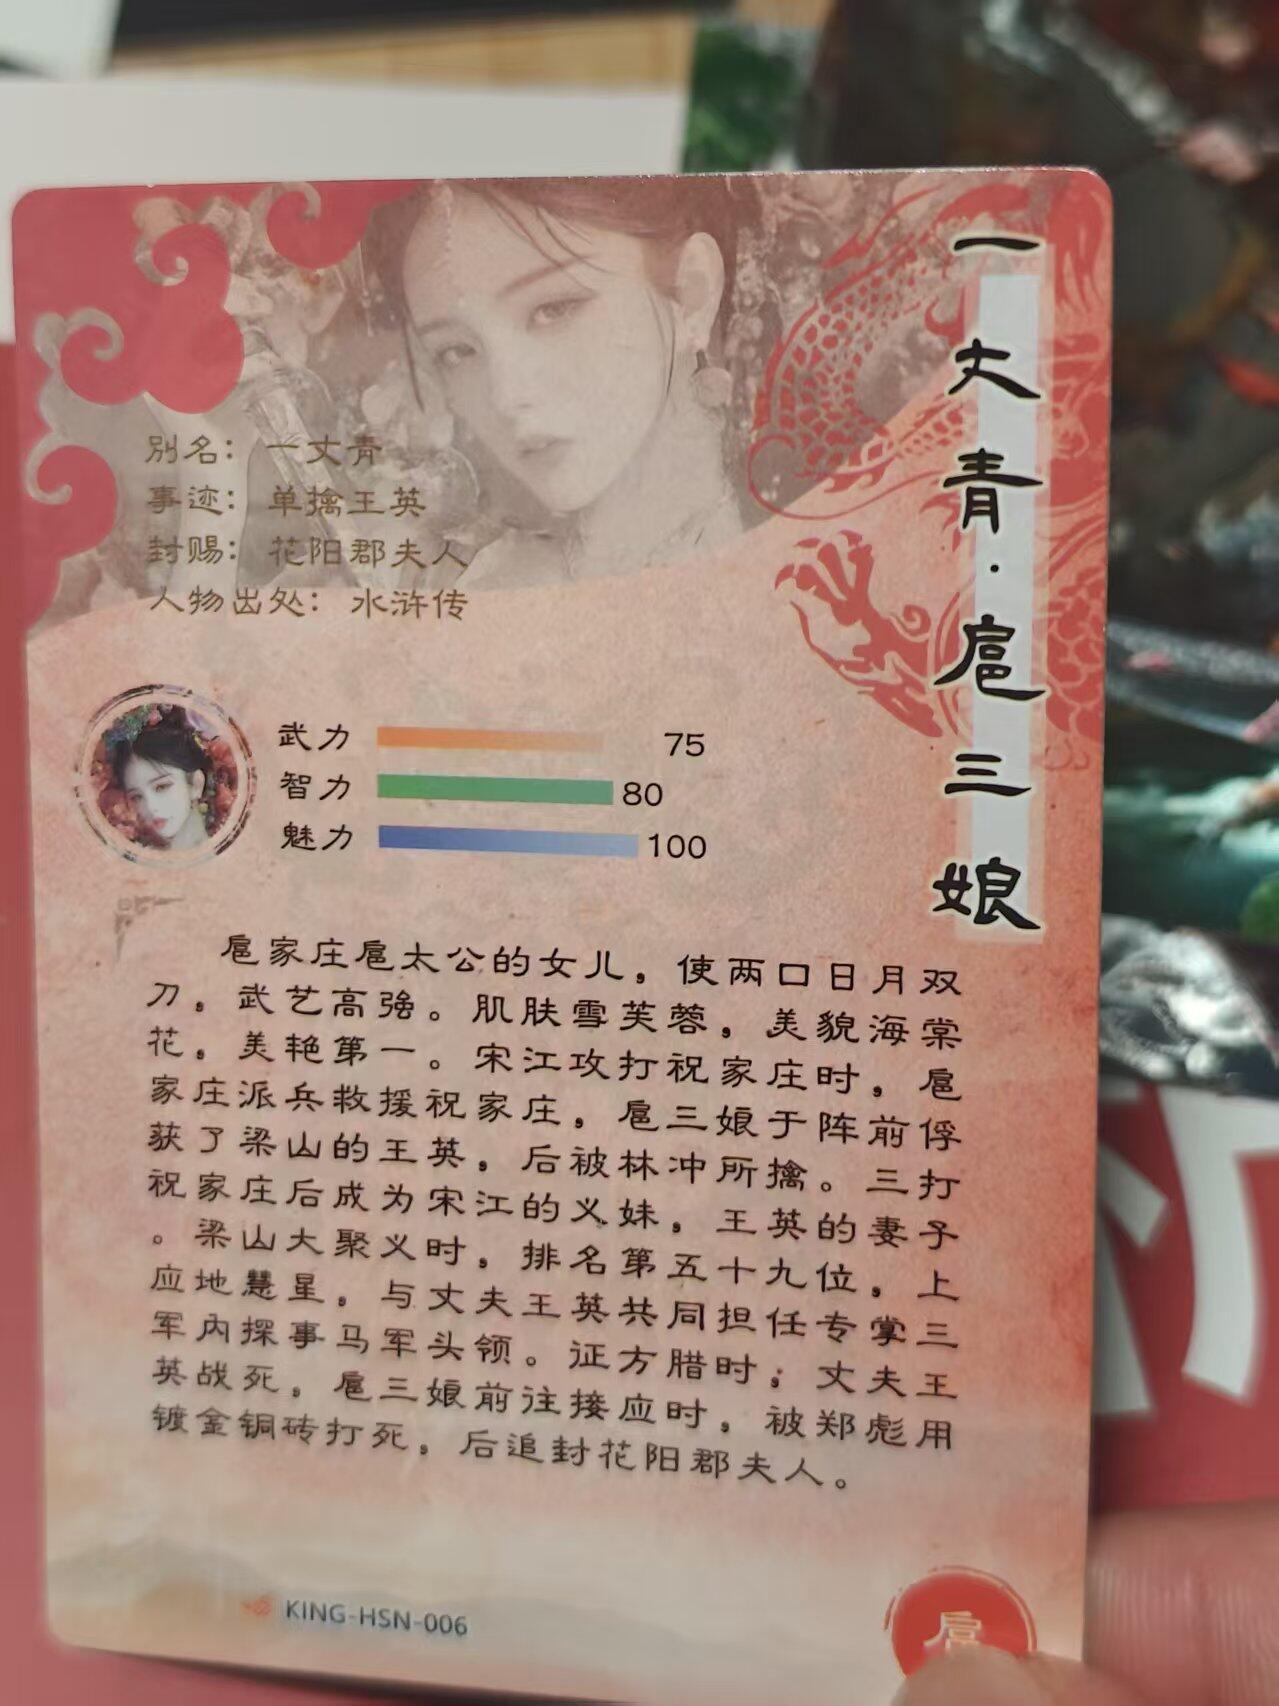 一丈青·扈三娘
别名：一丈青
事迹：单擒王英
封赐：花阳郡夫人
人物出处：水浒传
武力 75
智力 80
魅力 100
扈家庄扈太公的女儿，使两口日月双
刀，武艺高强。肌肤雪芙蓉，美貌海棠
花，美艳第一。宋江攻打祝家庄时，扈
家庄派兵救援祝家庄，扈三娘于阵前俘
获了梁山的王英，后被林冲所擒。三打
祝家庄后成为宋江的义妹，王英的妻子
。梁山大聚义时，排名第五十九位，上
应地慧星，与丈夫王英共同担任专掌三
军内探事马军头领。征方腊时，丈夫王
英战死，扈三娘前往接应时，被郑彪用
镀金铜砖打死，后追封花阳郡夫人。
KING-HSN-006
扈